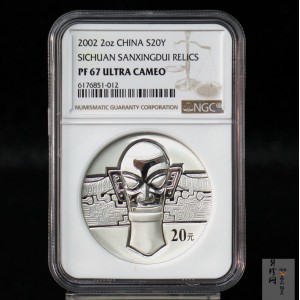 2002 2oz CHINA S20Y
SICHUAN SANXINGDUI RELICS
PF 67 ULTRA CAMEO
6176851-012
NUMISMATIC GUARANTY CORPORATION
NGC
20元